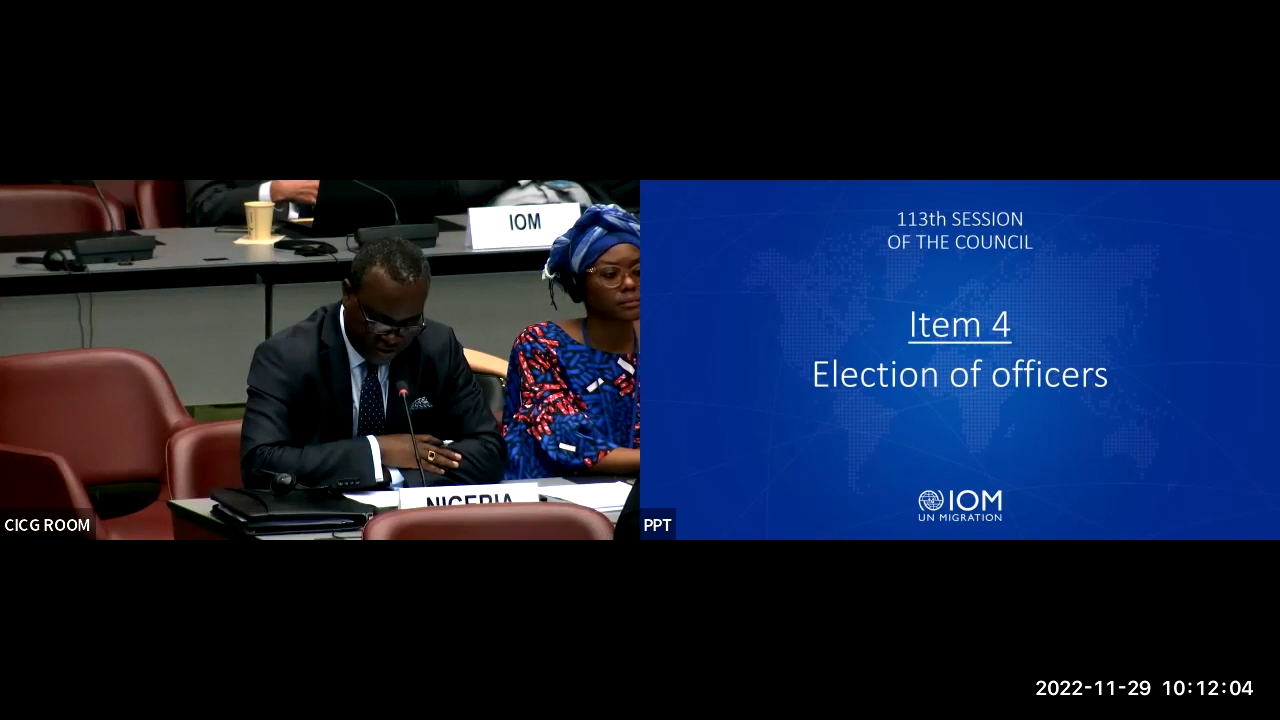 IOM
NIGERIA
CICG ROOM
113th SESSION
OF THE COUNCIL
Item 4
Election of officers
IOM
UN MIGRATION
PPT
2022-11-29 10:12:04